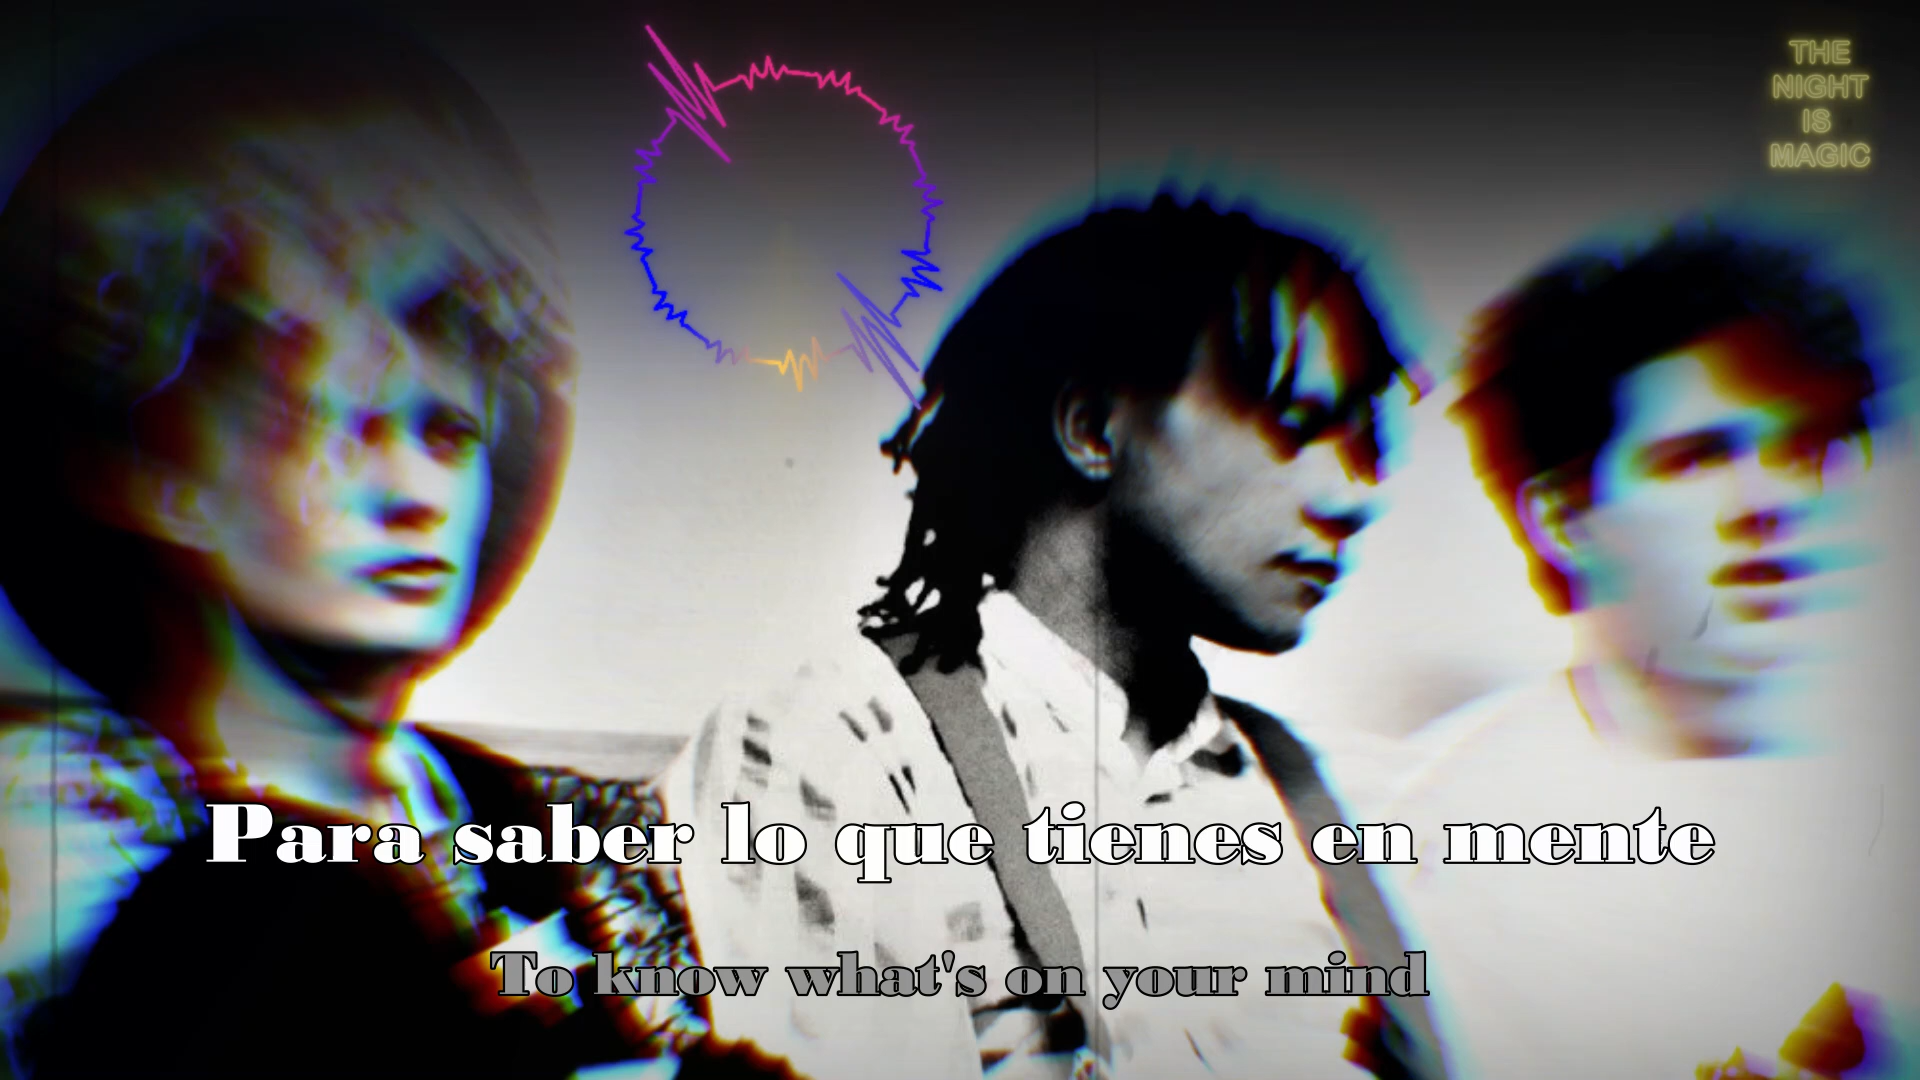 THE
NIGHT
IS
MAGIC
Para saber lo que tienes en mente
To know what's on your mind